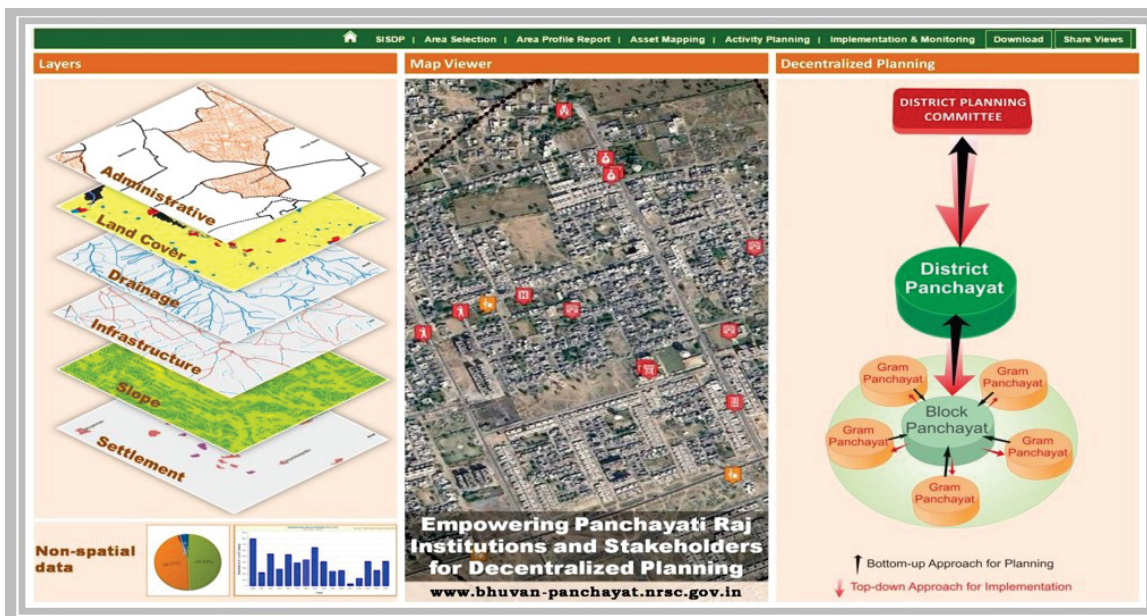 SISDP | Area Selection | Area Profile Report | Asset Mapping | Activity Planning | Implementation & Monitoring Download Share Views
Layers
Administrative
Land Cover
Drainage
Infrastructure
Slope
Settlement
Non-spatial
data
Map Viewer
Empowering Panchayati Raj
Institutions and Stakeholders
for Decentralized Planning
www.bhuvan-panchayat.nrsc.gov.in
Decentralized Planning
DISTRICT PLANNING
COMMITTEE
District
Panchayat
Gram
Panchayat
Gram
Panchayat
Block
Panchayat
Gram
Panchayat
Gram
Panchayat
Gram
Panchayat
Bottom-up Approach for Planning
Top-down Approach for Implementation